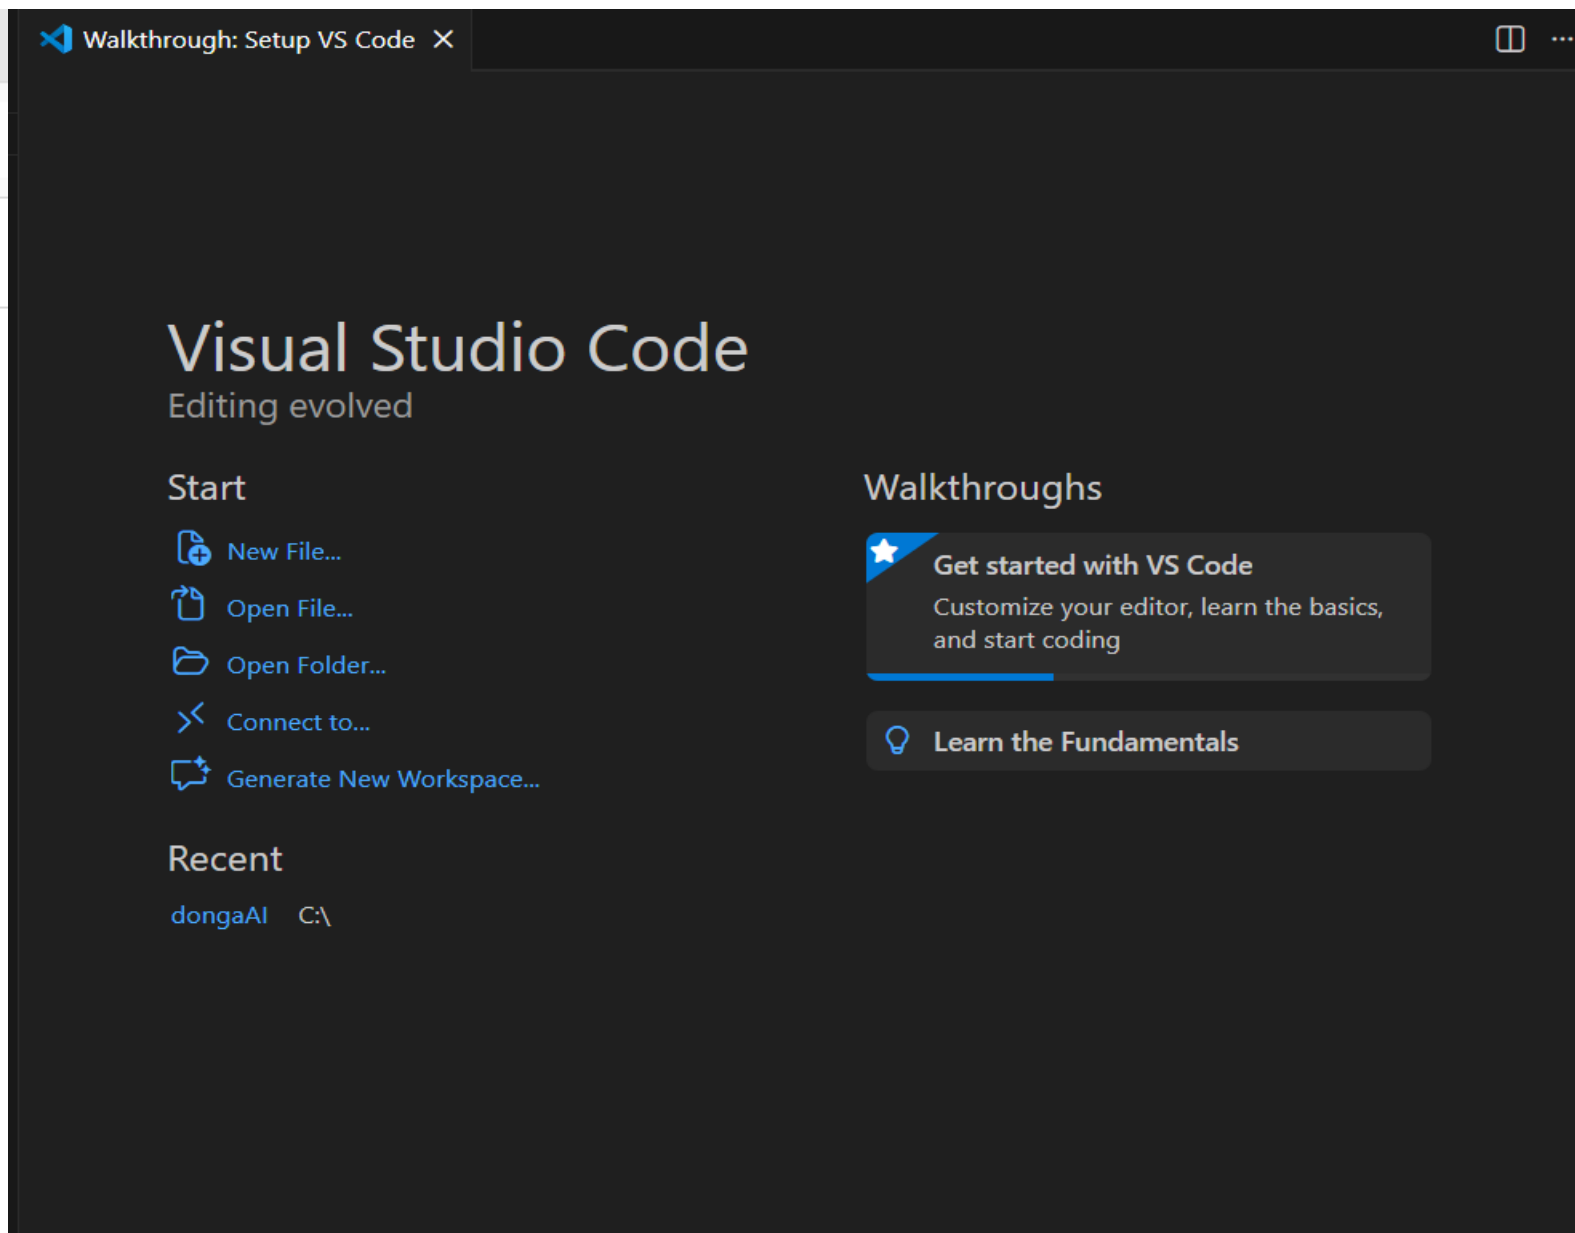 Walkthrough: Setup VS Code
Visual Studio Code
Editing evolved
Start
New File...
Open File...
Open Folder...
Connect to...
Generate New Workspace...
Recent
dongaAI C:\
Walkthroughs
Get started with VS Code
Customize your editor, learn the basics,
and start coding
Learn the Fundamentals